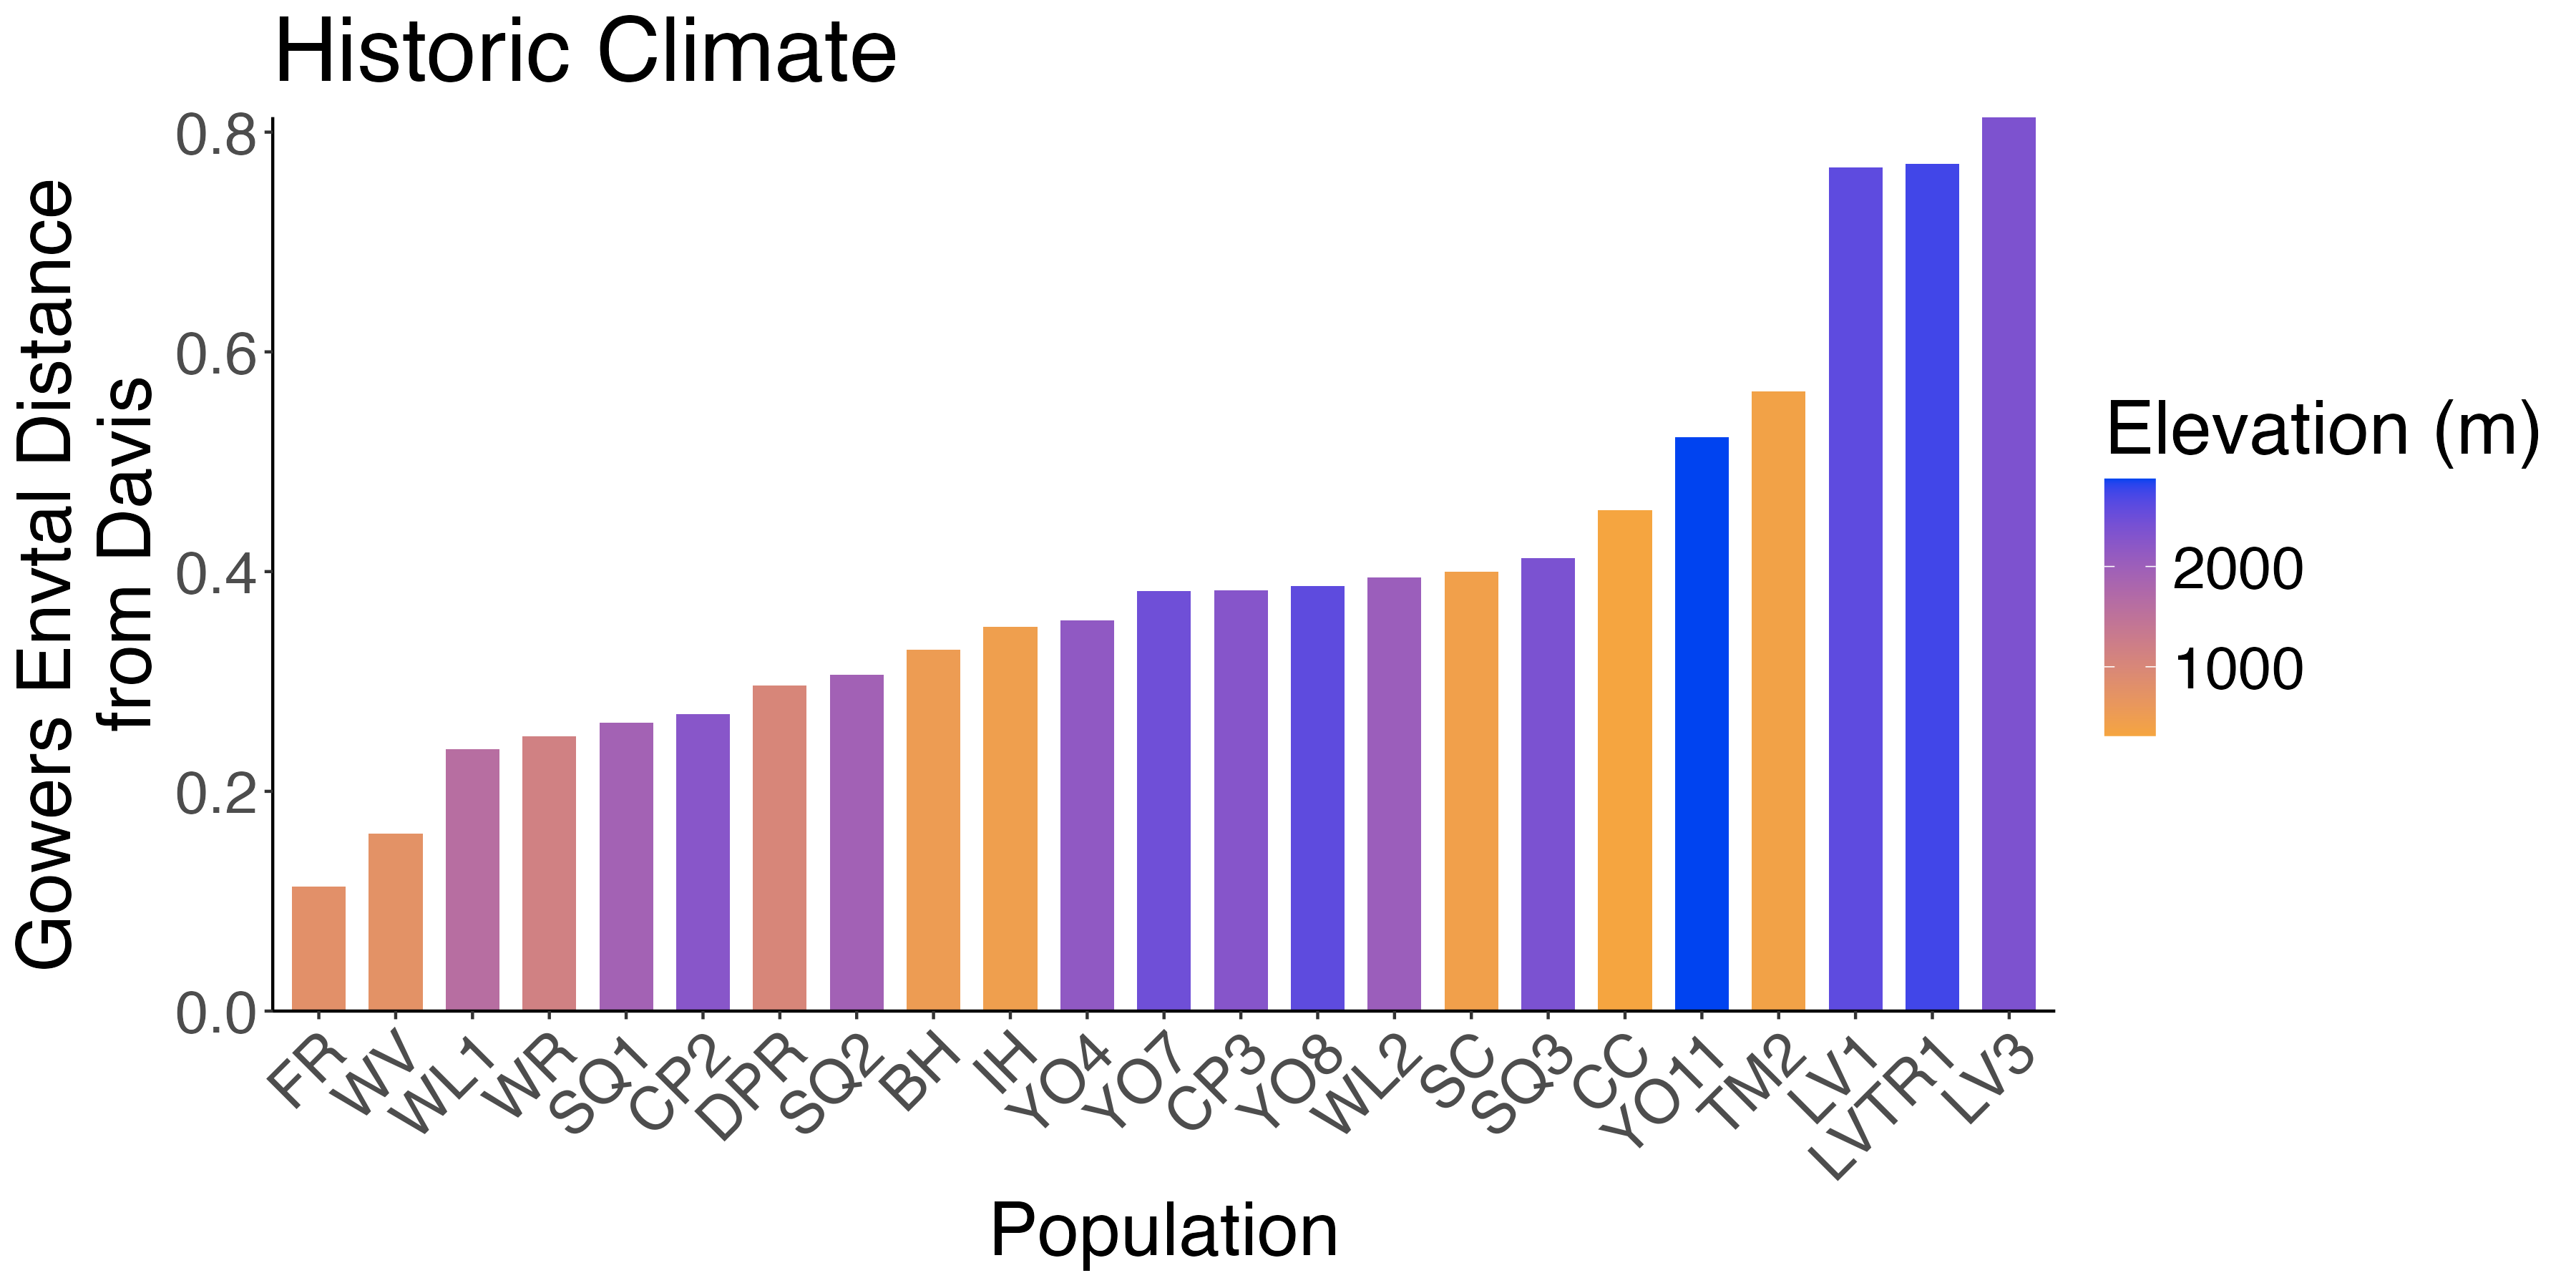 Historic Climate
Gowers Envtal Distance
from Davis
0.8
0.6
0.4
0.2
0.0
FR
WV
WL1
WR
SQ1
CP2
DPR
SQ2
BH
IH
YO4
YO7
CP3
YO8
WL2
SC
SQ3
CC
YO11
TM2
LV1
LVTR1
LV3
Population
Elevation (m)
2000
1000